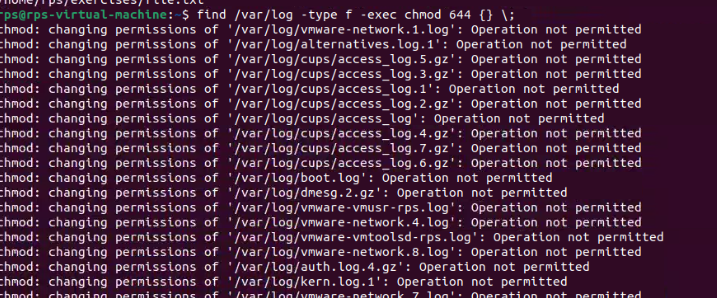 /home/rps/exercises/file.txt
rps@rps-virtual-machine:~$ find /var/log -type f -exec chmod 644 {} \;
chmod: changing permissions of '/var/log/vmware-network.1.log': Operation not permitted
chmod: changing permissions of '/var/log/alternatives.log.1': Operation not permitted
chmod: changing permissions of '/var/log/cups/access_log.5.gz': Operation not permitted
chmod: changing permissions of '/var/log/cups/access_log.3.gz': Operation not permitted
chmod: changing permissions of '/var/log/cups/access_log.1': Operation not permitted
chmod: changing permissions of '/var/log/cups/access_log.2.gz': Operation not permitted
chmod: changing permissions of '/var/log/cups/access_log': Operation not permitted
chmod: changing permissions of '/var/log/cups/access_log.4.gz': Operation not permitted
chmod: changing permissions of '/var/log/cups/access_log.7.gz': Operation not permitted
chmod: changing permissions of '/var/log/cups/access_log.6.gz': Operation not permitted
chmod: changing permissions of '/var/log/boot.log': Operation not permitted
chmod: changing permissions of '/var/log/dmesg.2.gz': Operation not permitted
chmod: changing permissions of '/var/log/vmware-vmusr-rps.log': Operation not permitted
chmod: changing permissions of '/var/log/vmware-network.4.log': Operation not permitted
chmod: changing permissions of '/var/log/vmware-vmtoolsd-rps.log': Operation not permitted
chmod: changing permissions of '/var/log/vmware-network.8.log': Operation not permitted
chmod: changing permissions of '/var/log/auth.log.4.gz': Operation not permitted
chmod: changing permissions of '/var/log/kern.log.1': Operation not permitted
chmod: changing permissions of '/var/log/vmware-network.7.log': Operation not permitted